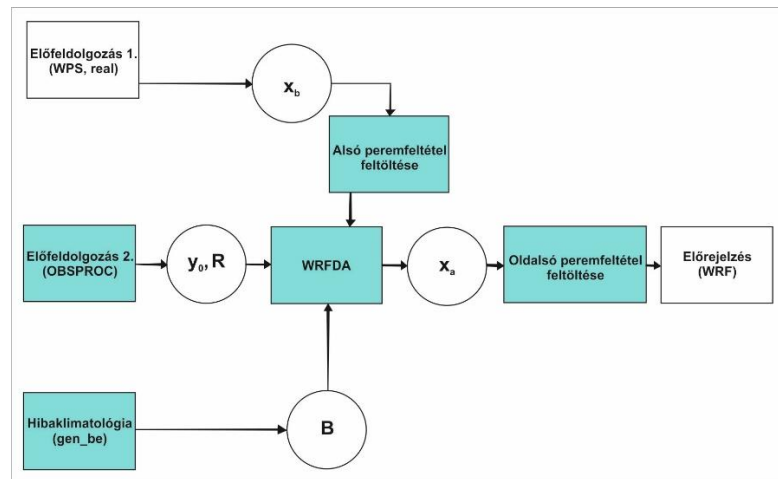 Előfeldolgozás 1.
(WPS, real)
x_b
Alsó peremfeltétel
feltöltése
Előfeldolgozás 2.
(OBSPROC)
y_0, R
WRFDA
x_a
Oldalsó peremfeltétel
feltöltése
Előrejelzés
(WRF)
Hibaklimatológia
(gen_be)
B